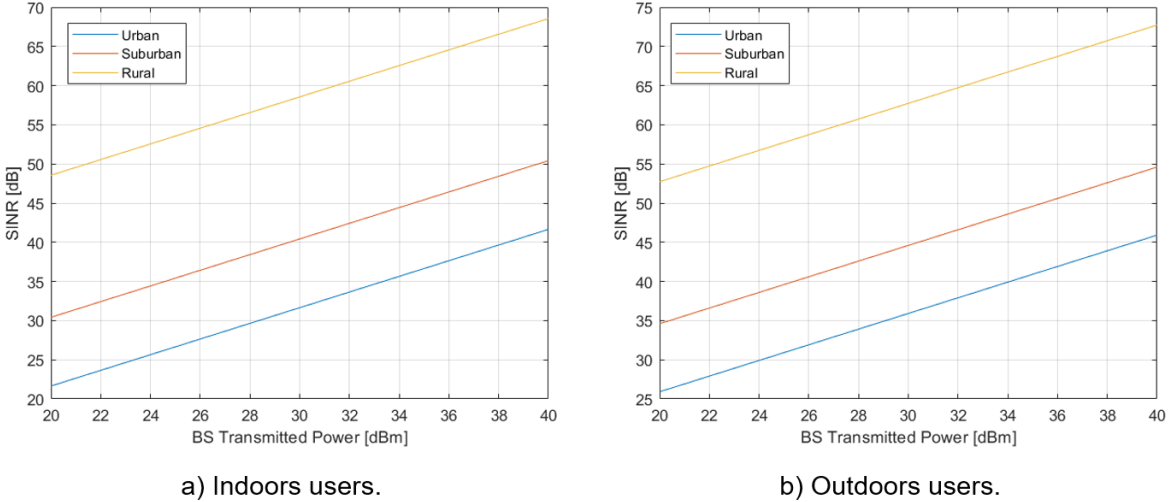 70
65
60
55
50
45
40
35
30
25
20
SINR [dB]
Urban
Suburban
Rural
20 22 24 26 28 30 32 34 36 38 40
BS Transmitted Power [dBm]
a) Indoors users.
75
70
65
60
55
50
45
40
35
30
25
SINR [dB]
Urban
Suburban
Rural
20 22 24 26 28 30 32 34 36 38 40
BS Transmitted Power [dBm]
b) Outdoors users.